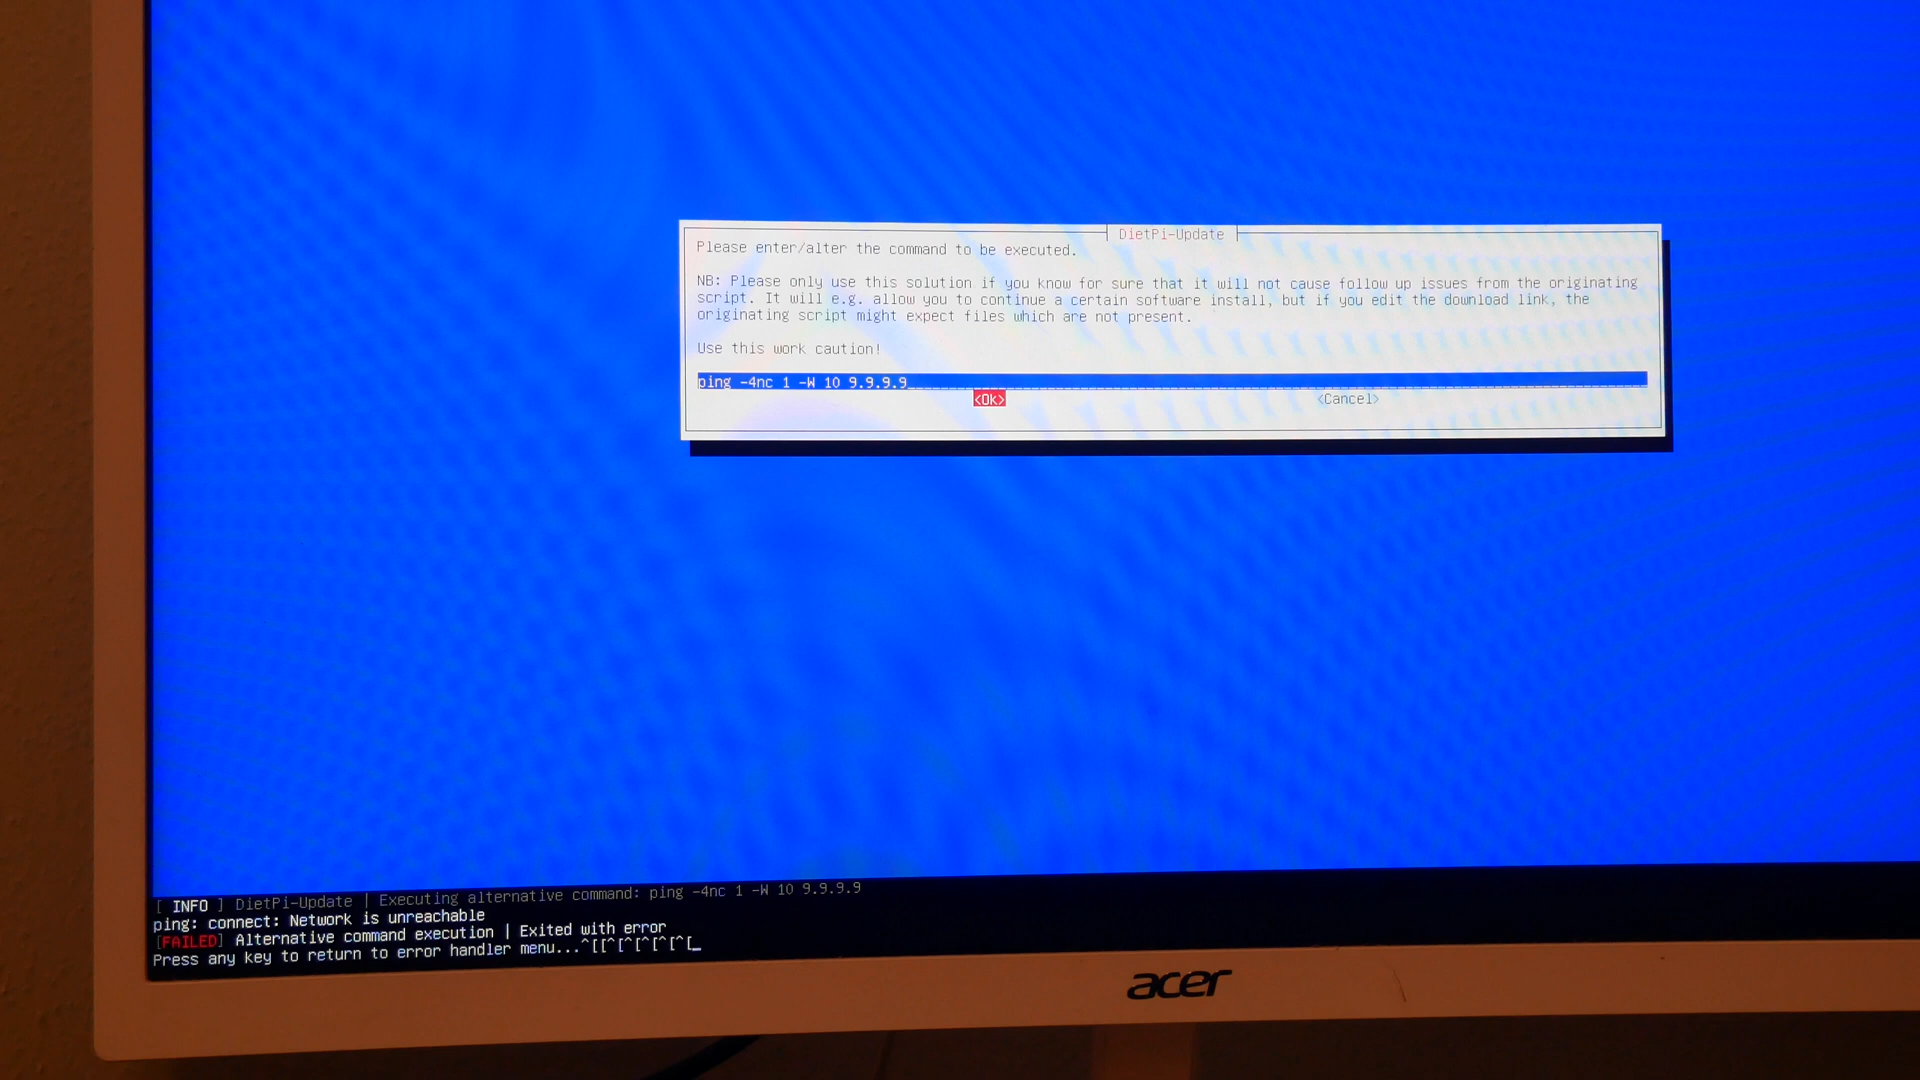 DietPi-Update
Please enter/alter the command to be executed.
NB: Please only use this solution if you know for sure that it will not cause follow up issues from the originating
script. It will e.g. allow you to continue a certain software install, but if you edit the download link, the
originating script might expect files which are not present.
Use this work caution!
ping -4nc 1 -W 10 9.9.9.9
<Ok> <Cancel>
[ INFO ] DietPi-Update | Executing alternative command: ping -4nc 1 -W 10 9.9.9.9
ping: connect: Network is unreachable
[FAILED] Alternative command execution | Exited with error
Press any key to return to error handler menu...^[[^[^[^[^[^[_
acer